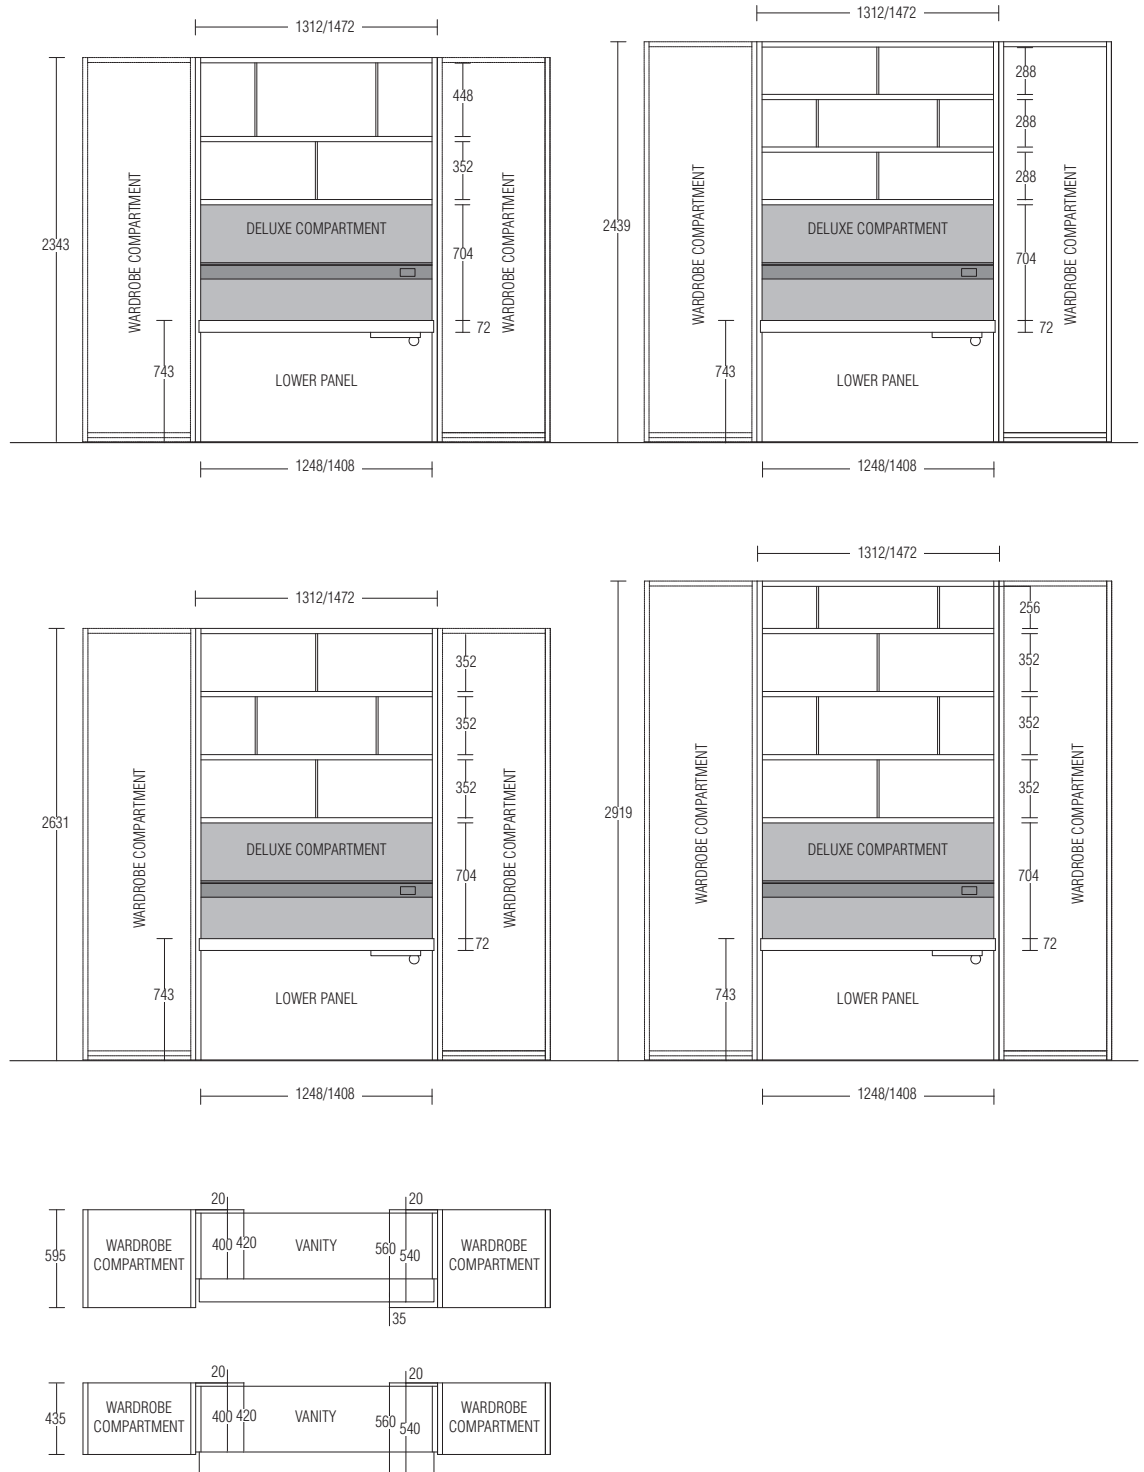 1312/1472
448
352
WARDROBE COMPARTMENT
WARDROBE COMPARTMENT
DELUXE COMPARTMENT
2343
704
72
743
LOWER PANEL
1248/1408
1312/1472
288
288
288
WARDROBE COMPARTMENT
WARDROBE COMPARTMENT
DELUXE COMPARTMENT
2439
704
72
743
LOWER PANEL
1248/1408
1312/1472
352
352
352
WARDROBE COMPARTMENT
WARDROBE COMPARTMENT
2631
DELUXE COMPARTMENT
704
72
743
LOWER PANEL
1248/1408
1312/1472
256
352
352
352
WARDROBE COMPARTMENT
WARDROBE COMPARTMENT
2919
DELUXE COMPARTMENT
704
72
743
LOWER PANEL
1248/1408
20
20
595
WARDROBE
COMPARTMENT
400
420
VANITY
560
540
WARDROBE
COMPARTMENT
35
20
20
435
WARDROBE
COMPARTMENT
400
420
VANITY
560
540
WARDROBE
COMPARTMENT